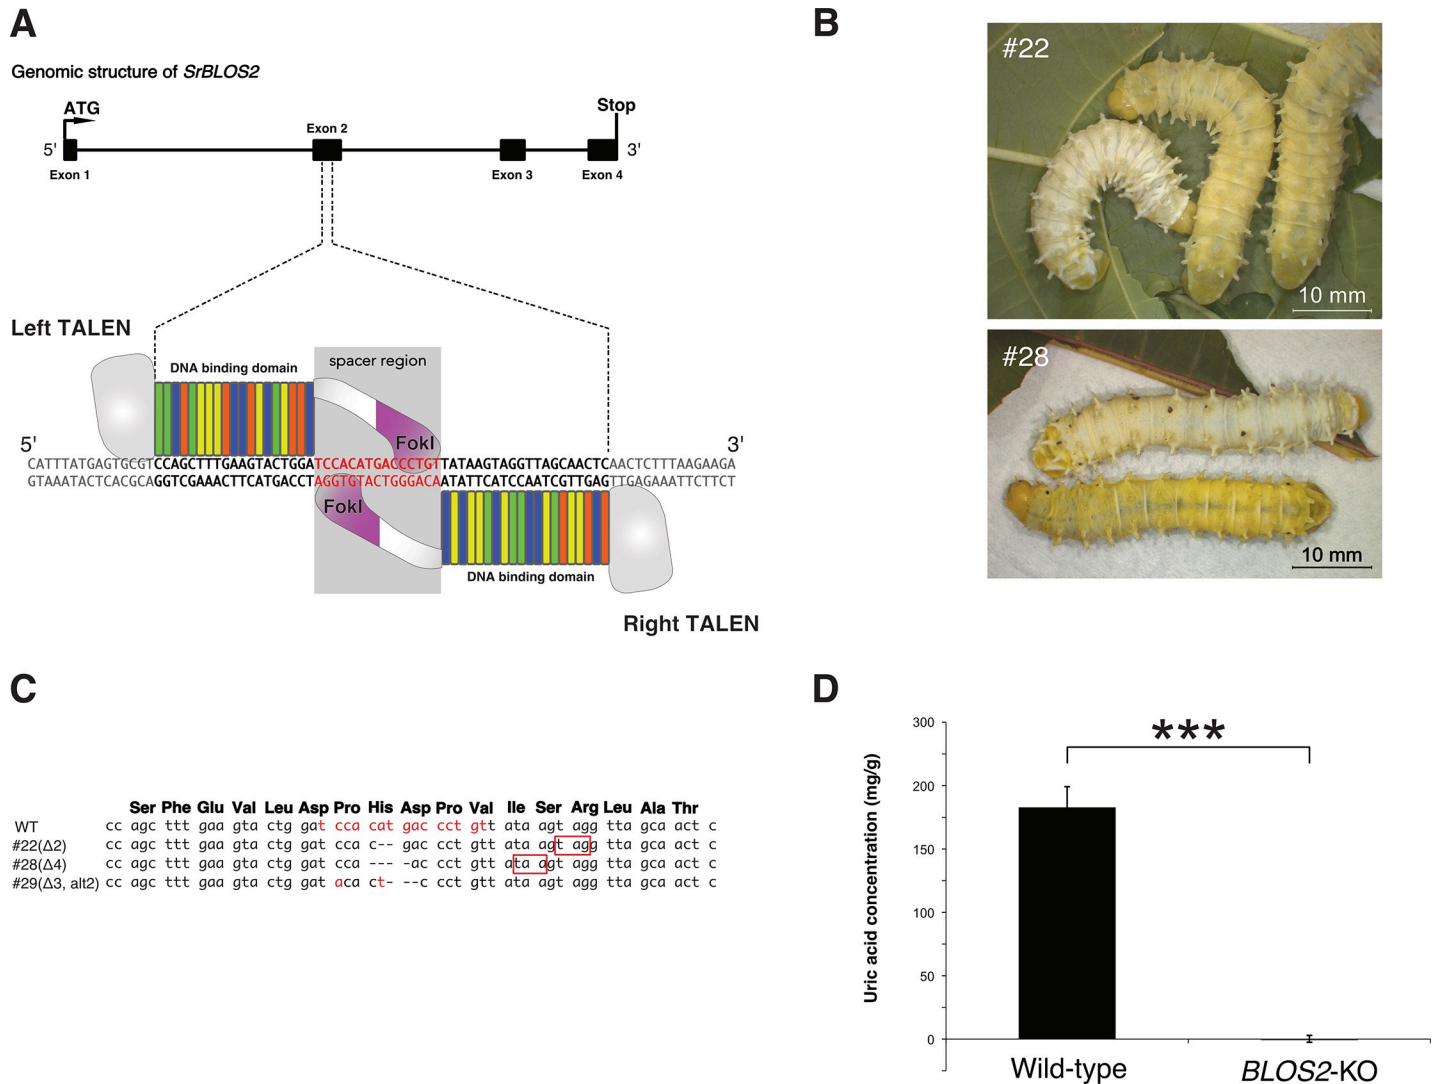 A
Genomic structure of SrBLOS2
ATG
Stop
Exon 2
5'
3'
Exon 1
Exon 3
Exon 4
Left TALEN
DNA binding domain
spacer region
FokI
5'
3'
CATTTATGAGTGCGTCCAGCTTTGAAGTACTGGATCCACATGACCCTGTTATAAGTAGGTTAGCAACTCAACTCTTTAAGAAGA
GTAAATACTCACGCAGGTCGAAACTTCATGACCTAGGTGTACTGGGACAATATTCATCCAATCGTTGAGTTGAGAAATTCTTCT
FokI
DNA binding domain
Right TALEN
B
#22
10 mm
#28
10 mm
C
Ser Phe Glu Val Leu Asp Pro His Asp Pro Val Ile Ser Arg Leu Ala Thr
WT cc agc ttt gaa gta ctg gat cca cat gac cct gtt ata agt agg tta gca act c
#22(Δ2) cc agc ttt gaa gta ctg gat cca c-- gac cct gtt ata agt agg tta gca act c
#28(Δ4) cc agc ttt gaa gta ctg gat cca --- -ac cct gtt ata agt agg tta gca act c
#29(Δ3, alt2) cc agc ttt gaa gta ctg gat aca ct- --c cct gtt ata agt agg tta gca act c
D
Uric acid concentration (mg/g)
300
200
150
100
50
0
***
Wild-type
BLOS2-KO